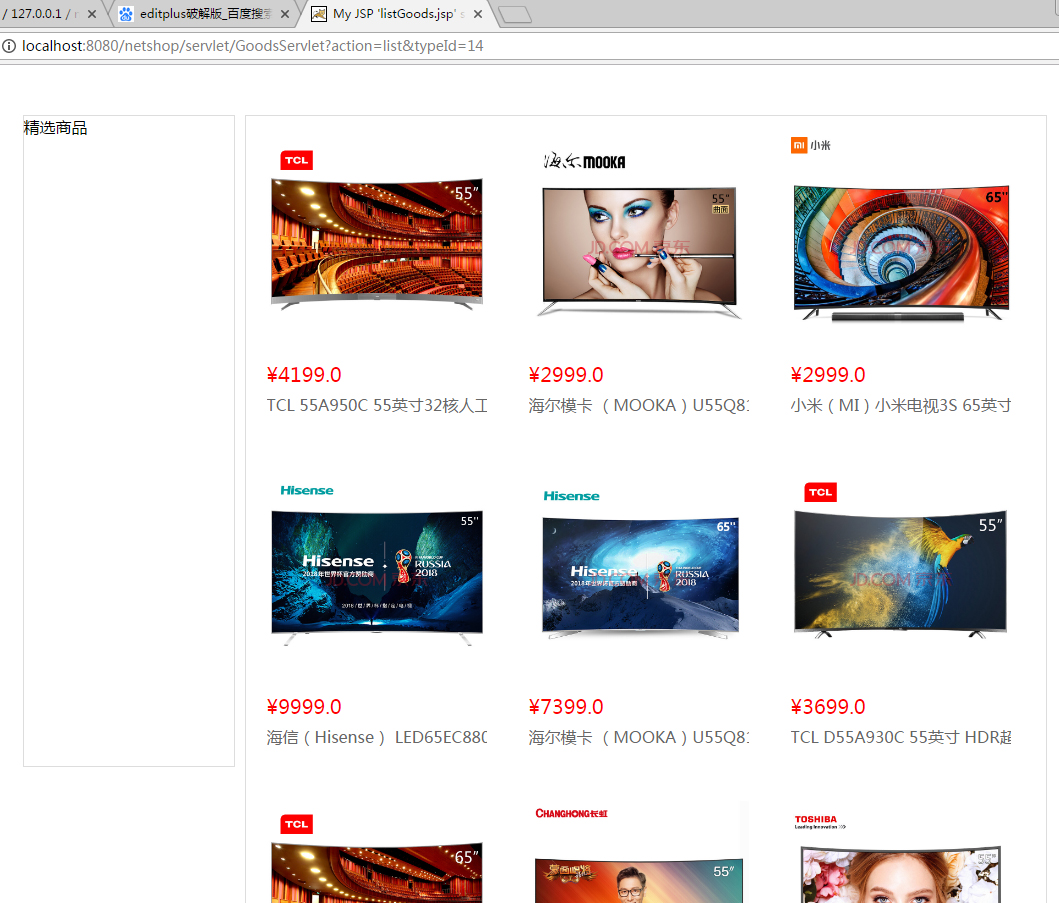 / 127.0.0.1 /
editplus破解版_百度搜索
My JSP 'listGoods.jsp' s
localhost:8080/netshop/servlet/GoodsServlet?action=list&typeId=14
精选商品
TCL
55”
海尔MOOKA
55"
曲面
JD.COM 京东
mi 小米
65"
¥4199.0
¥2999.0
¥2999.0
TCL 55A950C 55英寸32核人工
海尔模卡 （MOOKA）U55Q81
小米（MI）小米电视3S 65英寸
Hisense
55''
Hisense
2018年世界杯官方赞助商
RUSSIA
2018
Hisense
65''
Hisense
2018年世界杯官方赞助商
RUSSIA
2018
TCL
55”
JD.COM 京东
¥9999.0
¥7399.0
¥3699.0
海信（Hisense） LED65EC880
海尔模卡 （MOOKA）U55Q81
TCL D55A930C 55英寸 HDR超
TCL
65”
CHANGHONG长虹
蒙面唱将
55”
TOSHIBA
Leading Innovation >>>
55”